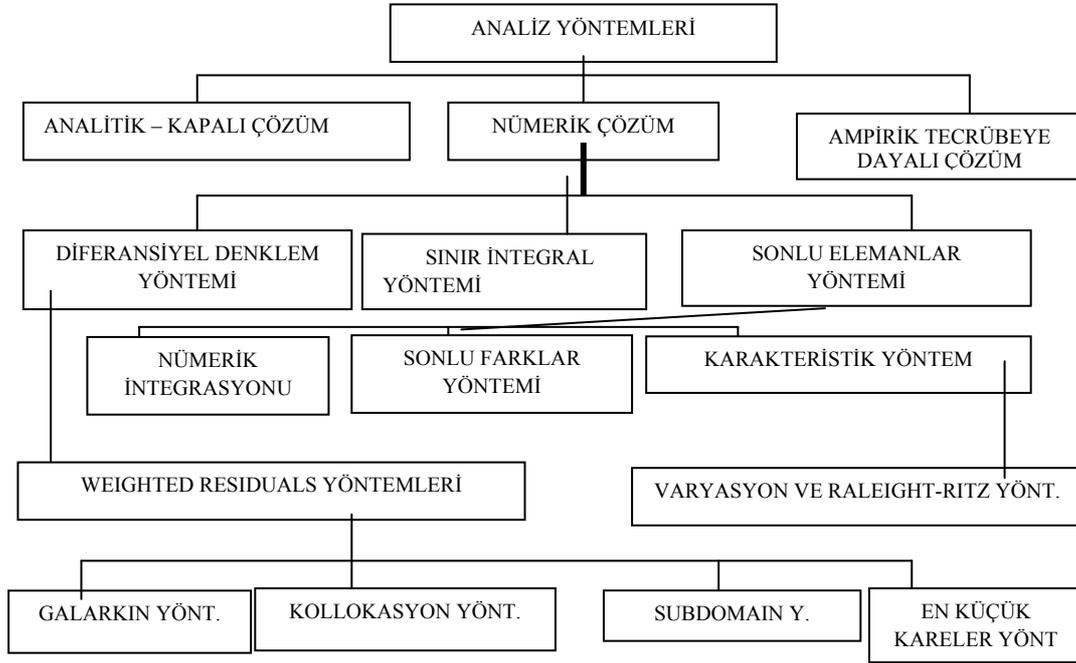 ANALİZ YÖNTEMLERİ
ANALİTİK – KAPALI ÇÖZÜM
NÜMERİK ÇÖZÜM
AMPİRİK TECRÜBEYE
DAYALI ÇÖZÜM
DİFERANSİYEL DENKLEM
YÖNTEMİ
SINIR İNTEGRAL
YÖNTEMİ
SONLU ELEMANLAR
YÖNTEMİ
NÜMERİK
İNTEGRASYONU
SONLU FARKLAR
YÖNTEMİ
KARAKTERİSTİK YÖNTEM
WEIGHTED RESIDUALS YÖNTEMLERİ
VARYASYON VE RALEIGHT-RITZ YÖNT.
GALARKIN YÖNT.
KOLLOKASYON YÖNT.
SUBDOMAIN Y.
EN KÜÇÜK
KARELER YÖNT